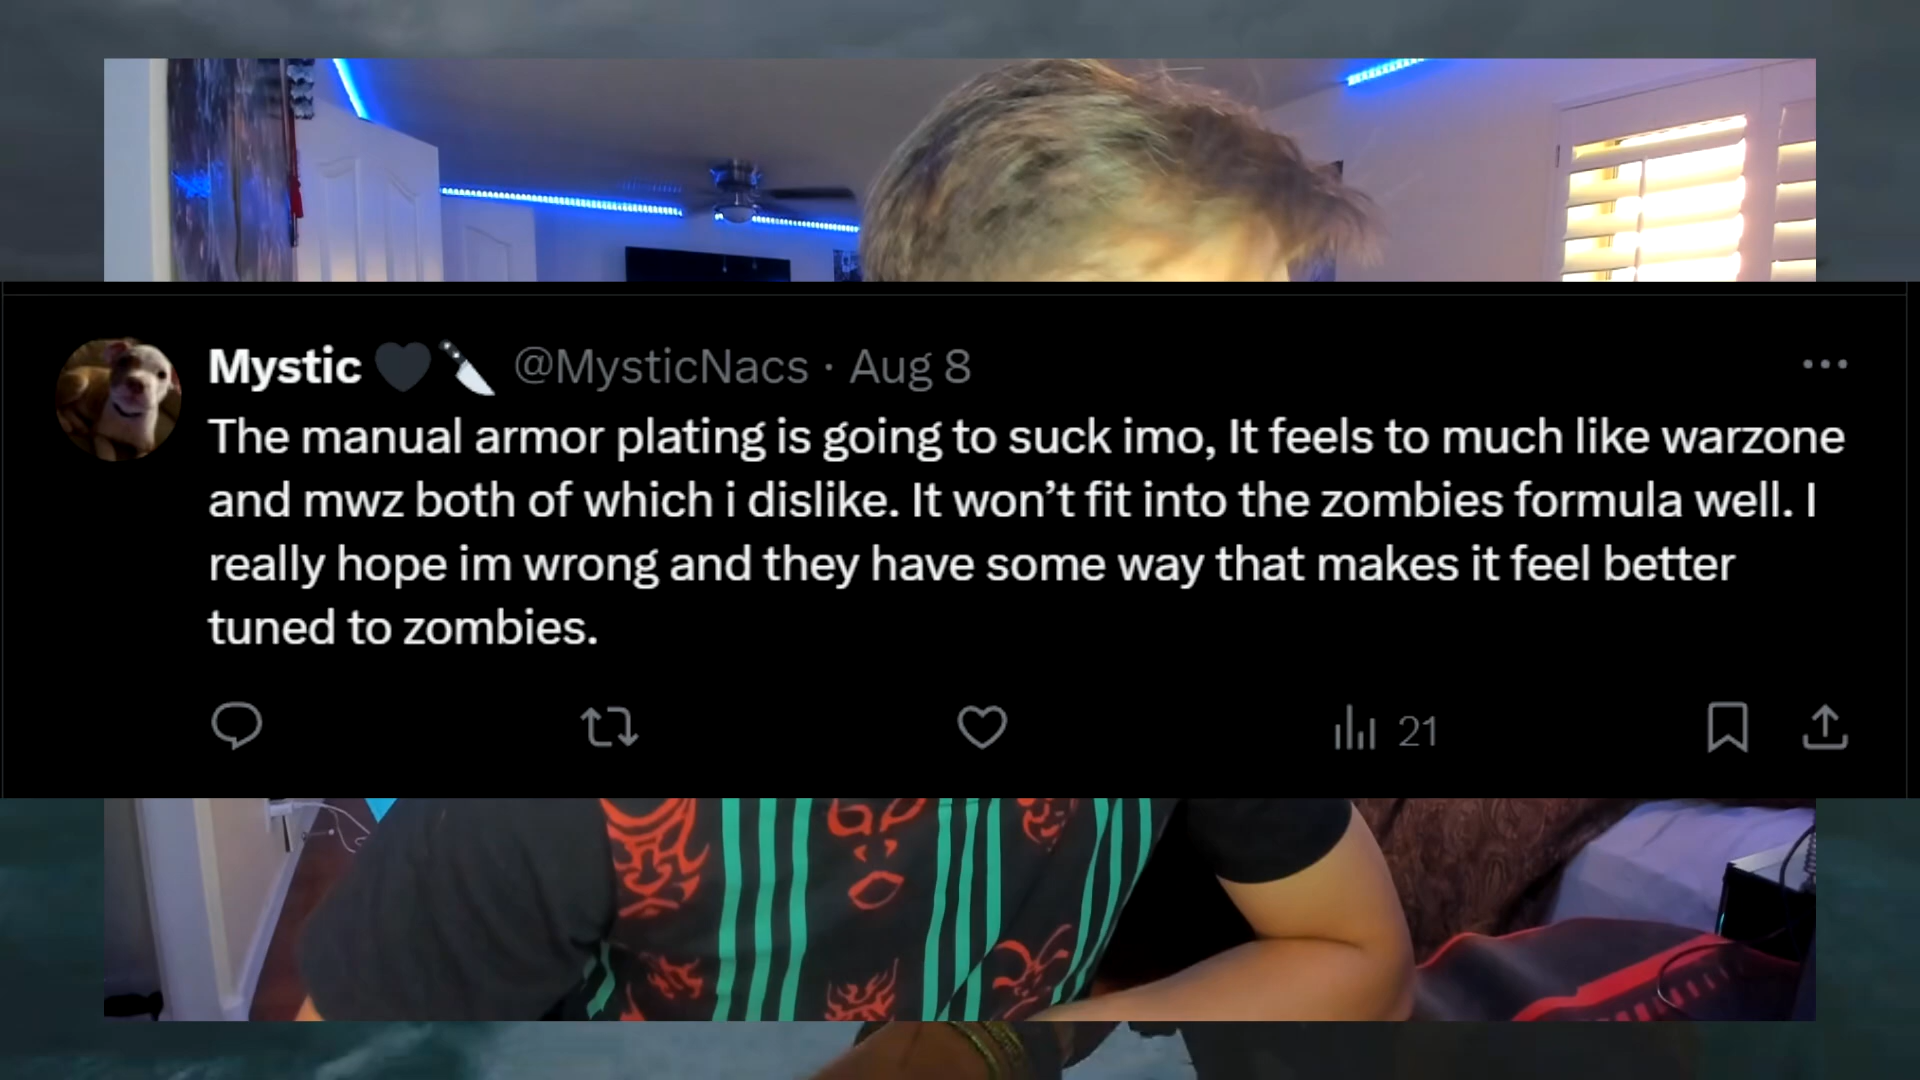 Mystic 🖤🔪 @MysticNacs · Aug 8
The manual armor plating is going to suck imo, It feels to much like warzone
and mwz both of which i dislike. It won’t fit into the zombies formula well. I
really hope im wrong and they have some way that makes it feel better
tuned to zombies.
21